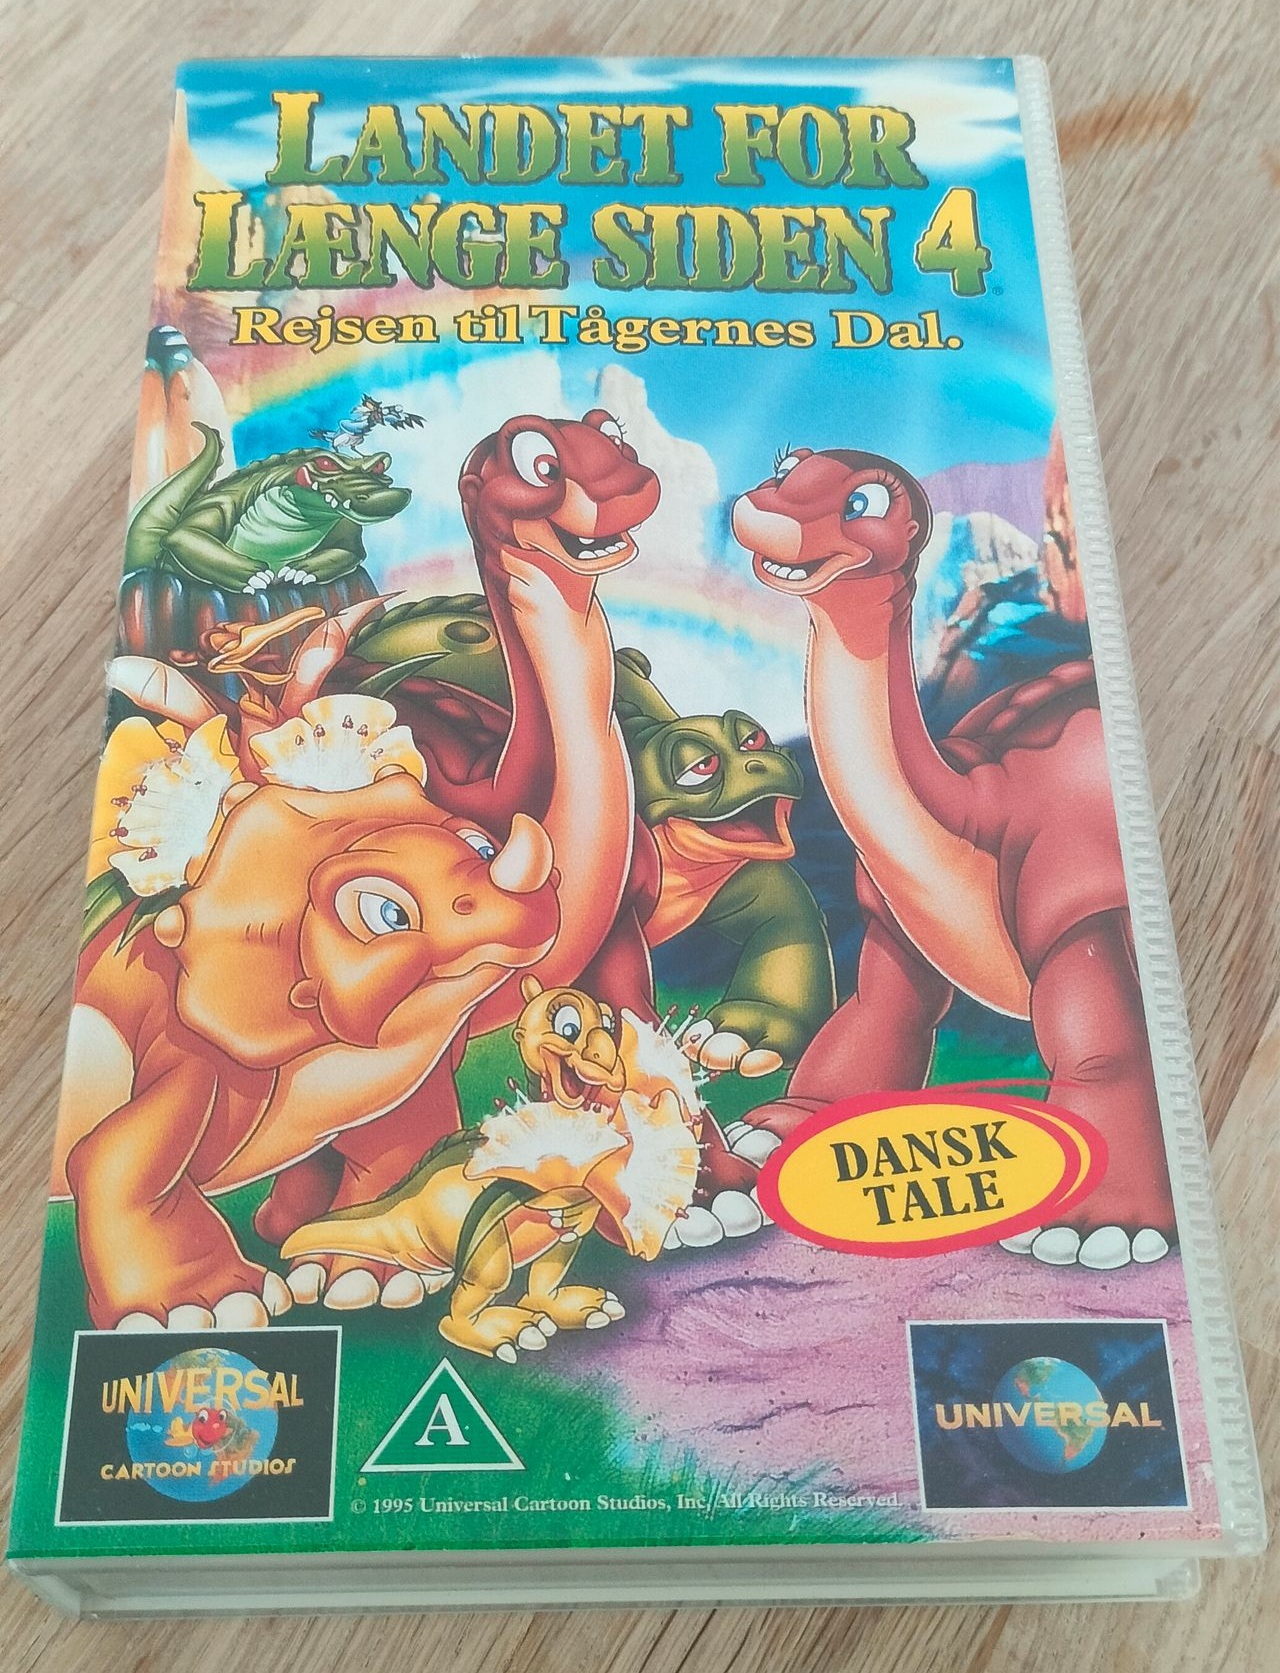 LANDET FOR
LÆNGE SIDEN 4
®
Rejsen til Tågernes Dal.
DANSK
TALE
UNIVERSAL
CARTOON STUDIOS
A
UNIVERSAL
© 1995 Universal Cartoon Studios, Inc. All Rights Reserved.